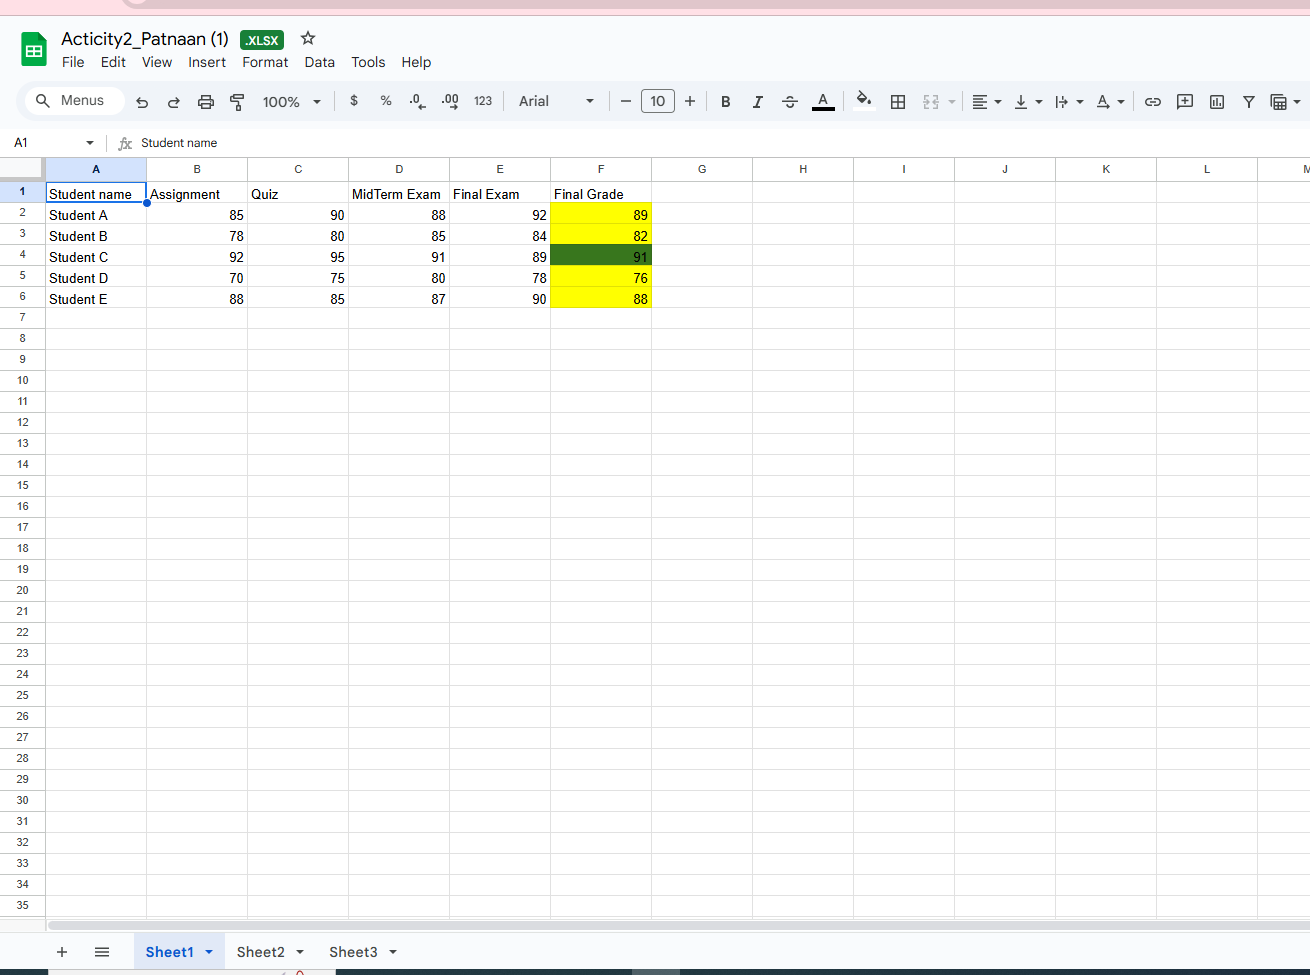 Acticity2_Patnaan (1) .XLSX
File Edit View Insert Format Data Tools Help
Menus 100% $ % .0 .00 123 Arial 10 B I A A
A1 fx Student name
A B C D E F G H I J K L M
1 Student name Assignment Quiz MidTerm Exam Final Exam Final Grade
2 Student A 85 90 88 92 89
3 Student B 78 80 85 84 82
4 Student C 92 95 91 89 91
5 Student D 70 75 80 78 76
6 Student E 88 85 87 90 88
7
8
9
10
11
12
13
14
15
16
17
18
19
20
21
22
23
24
25
26
27
28
29
30
31
32
33
34
35
Sheet1 Sheet2 Sheet3